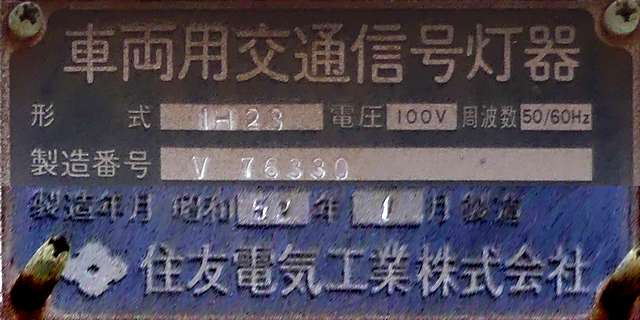 車両用交通信号灯器
形式 1-123 電圧 100V 周波数 50/60Hz
製造番号 V 76330
製造年月 昭和 52 年 1 月 製造
住友電気工業株式会社